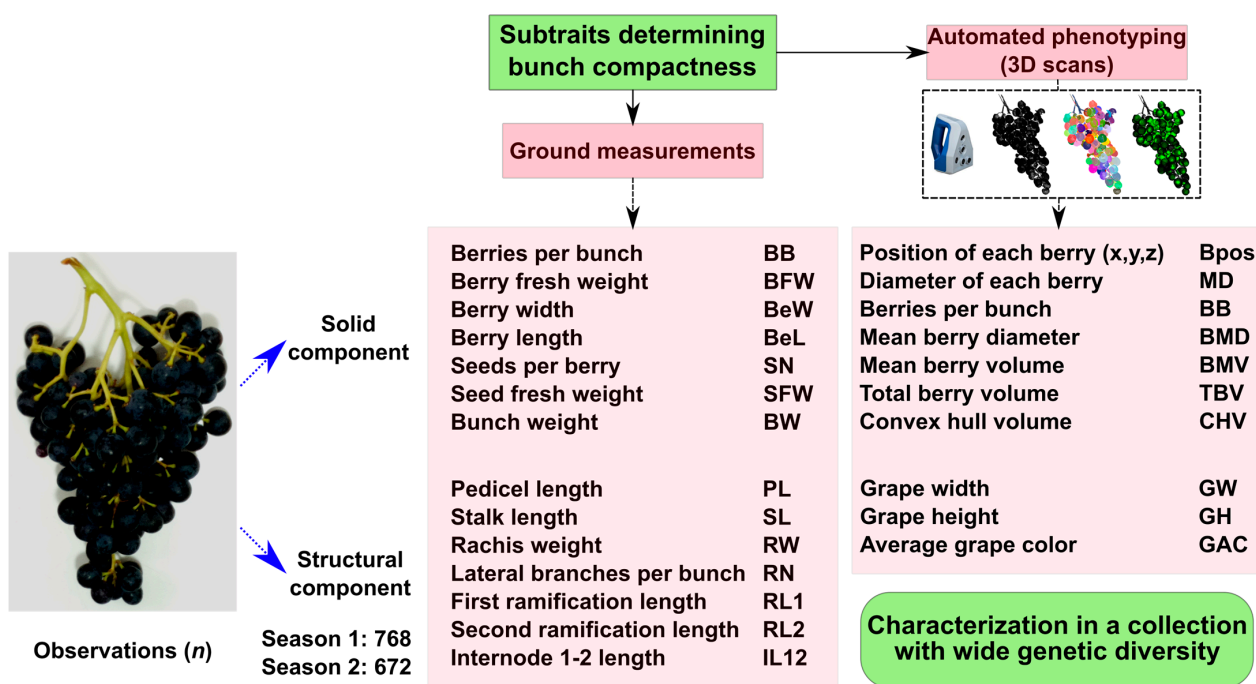 Subtraits determining
bunch compactness
Automated phenotyping
(3D scans)
Ground measurements
Solid
component
Structural
component
Observations (n)
Season 1: 768
Season 2: 672
Berries per bunch BB
Berry fresh weight BFW
Berry width BeW
Berry length BeL
Seeds per berry SN
Seed fresh weight SFW
Bunch weight BW
Pedicel length PL
Stalk length SL
Rachis weight RW
Lateral branches per bunch RN
First ramification length RL1
Second ramification length RL2
Internode 1-2 length IL12
Position of each berry (x,y,z) Bpos
Diameter of each berry MD
Berries per bunch BB
Mean berry diameter BMD
Mean berry volume BMV
Total berry volume TBV
Convex hull volume CHV
Grape width GW
Grape height GH
Average grape color GAC
Characterization in a collection
with wide genetic diversity